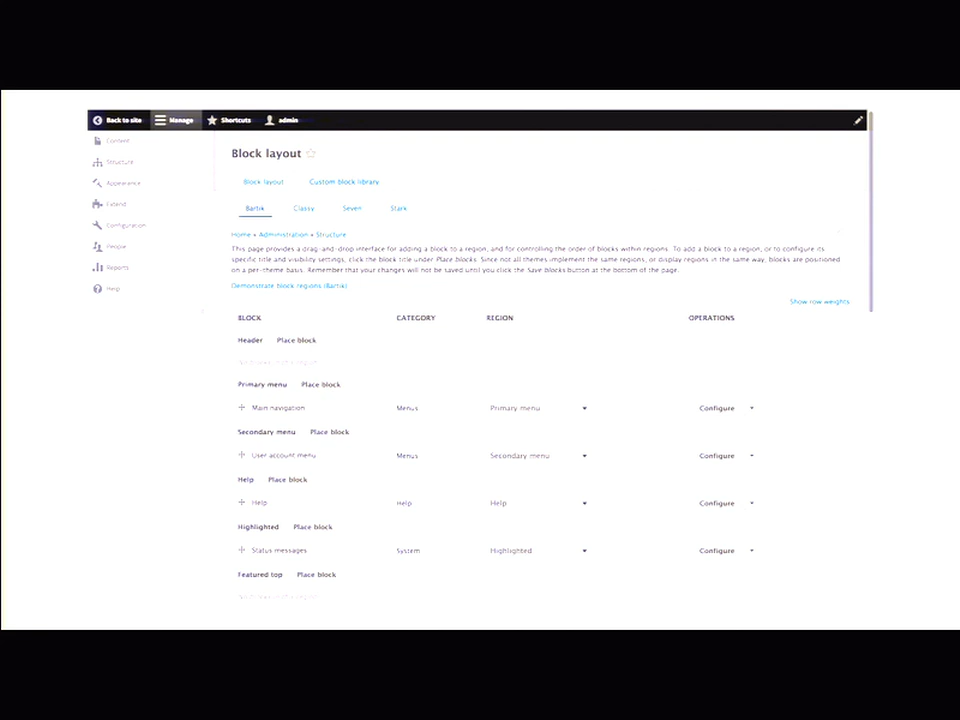 Back to site Manage Shortcuts admin
Content
Structure
Appearance
Extend
Configuration
People
Reports
Help
Block layout
Block layout Custom block library
Bartik Classy Seven Stark
Home » Administration » Structure
This page provides a drag-and-drop interface for adding a block to a region, and for controlling the order of blocks within regions. To add a block to a region, or to configure its
specific title and visibility settings, click the block title under Place blocks. Since not all themes implement the same regions, or display regions in the same way, blocks are positioned
on a per-theme basis. Remember that your changes will not be saved until you click the Save blocks button at the bottom of the page.
Demonstrate block regions (Bartik)
Show row weights
BLOCK CATEGORY REGION OPERATIONS
Header Place block
Primary menu Place block
Main navigation Menus Primary menu Configure
Secondary menu Place block
User account menu Menus Secondary menu Configure
Help Place block
Help Help Help Configure
Highlighted Place block
Status messages System Highlighted Configure
Featured top Place block